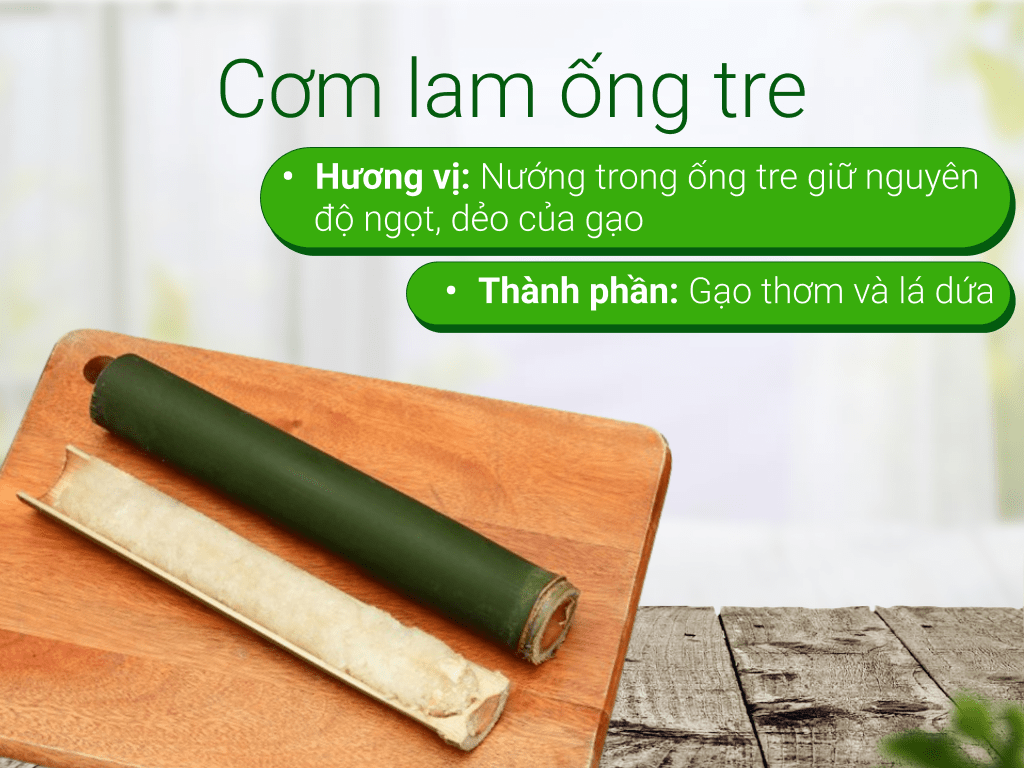 Cơm lam ống tre
• Hương vị: Nướng trong ống tre giữ nguyên
độ ngọt, dẻo của gạo
• Thành phần: Gạo thơm và lá dứa